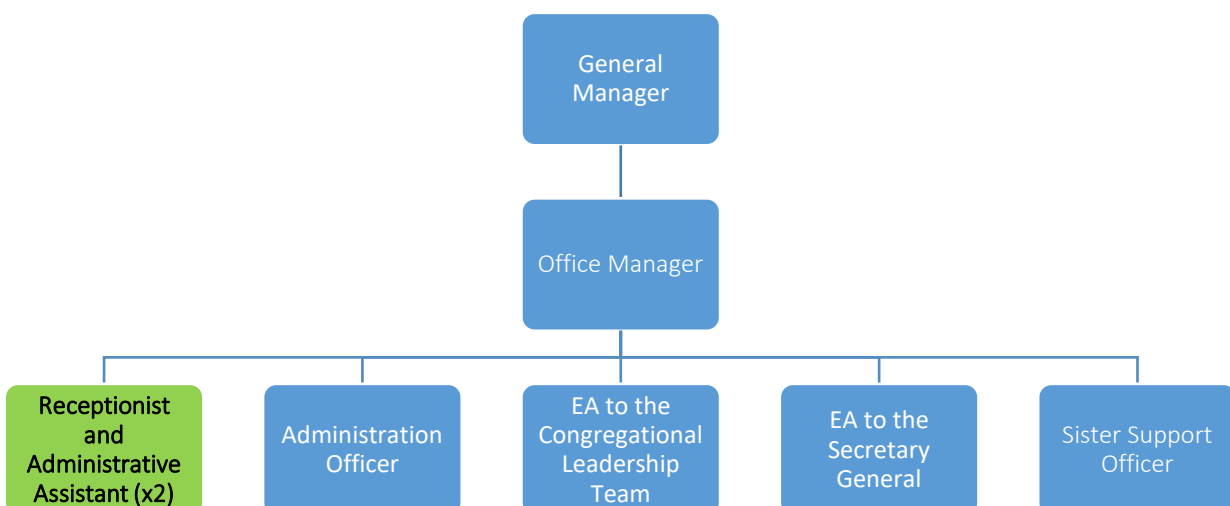 General
Manager
Office Manager
Receptionist
and
Administrative
Assistant (x2)
Administration
Officer
EA to the
Congregational
Leadership
Team
EA to the
Secretary
General
Sister Support
Officer